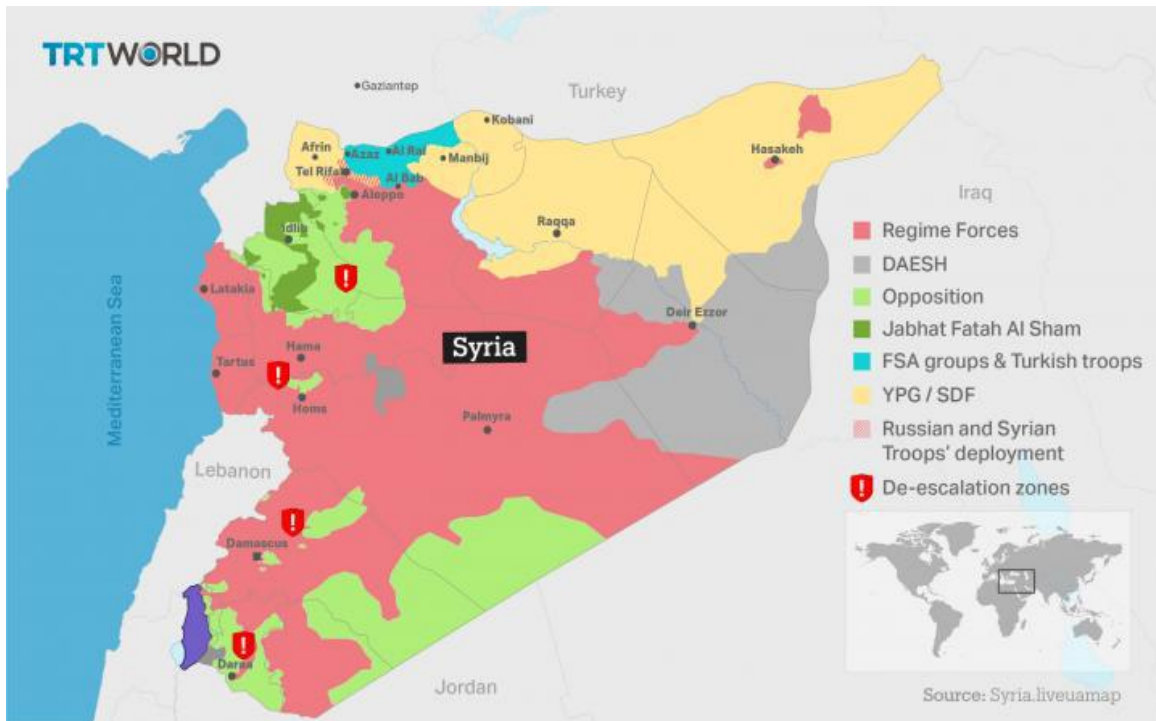 TRTWORLD
Gaziantep
Turkey
Kobani
Afrin
Azaz
Al Rai
Manbij
Hasakeh
Tel Rifat
Al Bab
Aleppo
Iraq
Raqqa
Idlib
Regime Forces
DAESH
Latakia
Opposition
Deir Ezzor
Jabhat Fatah Al Sham
Hama
Syria
FSA groups & Turkish troops
Tartus
YPG / SDF
Mediterranean Sea
Homs
Palmyra
Russian and Syrian
Troops' deployment
Lebanon
De-escalation zones
Damascus
Daraa
Jordan
Source: Syria.liveuamap